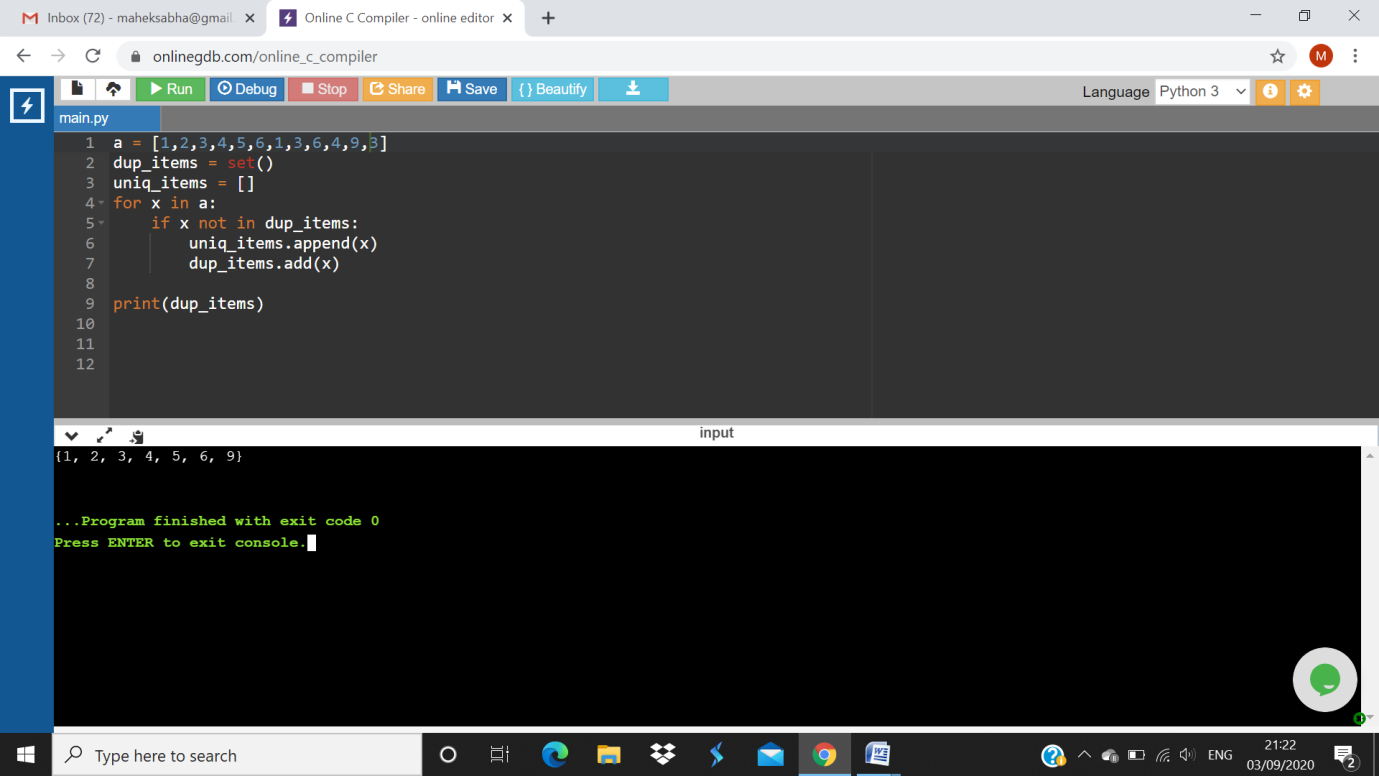 Inbox (72) - maheksabha@gmail
Online C Compiler - online editor
onlinegdb.com/online_c_compiler
M
Run Debug Stop Share Save { } Beautify
Language Python 3
main.py
1 a = [1,2,3,4,5,6,1,3,6,4,9,3]
2 dup_items = set()
3 uniq_items = []
4 for x in a:
5     if x not in dup_items:
6         uniq_items.append(x)
7         dup_items.add(x)
8
9 print(dup_items)
10
11
12
input
{1, 2, 3, 4, 5, 6, 9}
...Program finished with exit code 0
Press ENTER to exit console.
Type here to search
ENG
21:22
03/09/2020
2